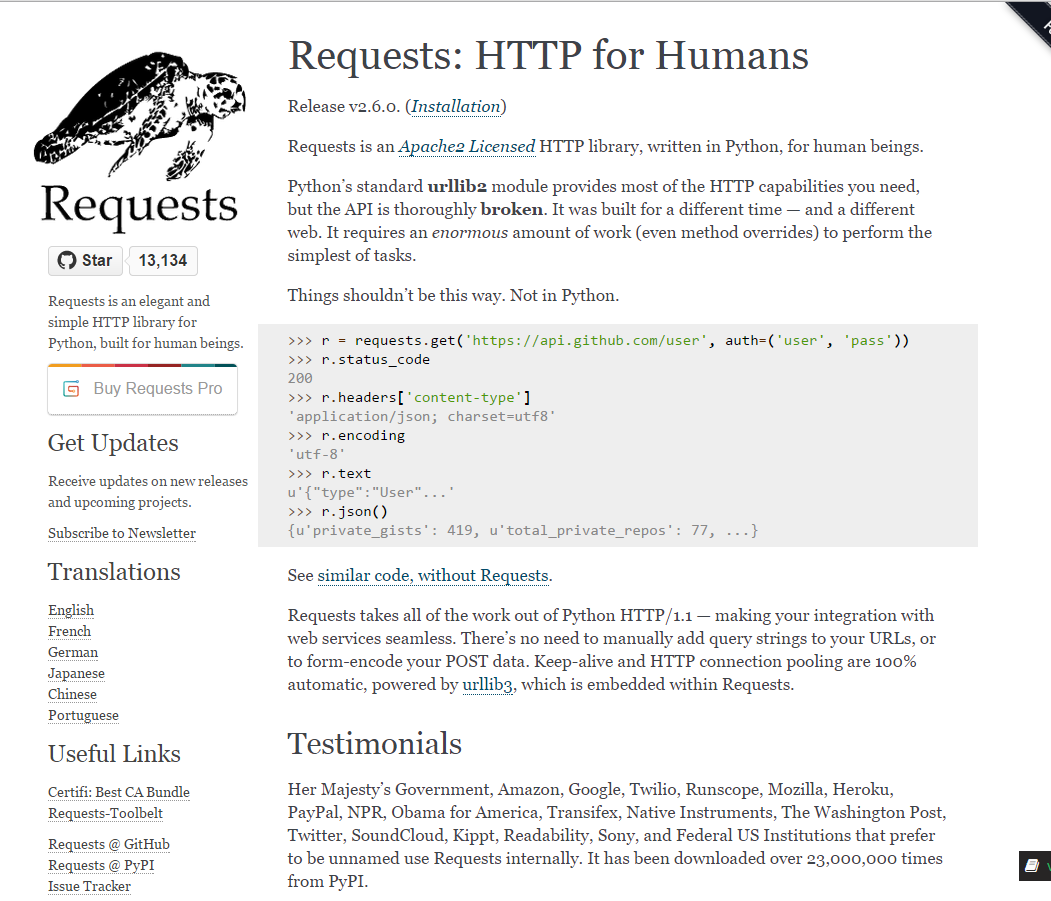 Requests
Star
13,134
Requests is an elegant and
simple HTTP library for
Python, built for human beings.
Buy Requests Pro
Get Updates
Receive updates on new releases
and upcoming projects.
Subscribe to Newsletter
Translations
English
French
German
Japanese
Chinese
Portuguese
Useful Links
Certifi: Best CA Bundle
Requests-Toolbelt
Requests @ GitHub
Requests @ PyPI
Issue Tracker
Requests: HTTP for Humans
Release v2.6.0. (Installation)
Requests is an Apache2 Licensed HTTP library, written in Python, for human beings.
Python’s standard urllib2 module provides most of the HTTP capabilities you need,
but the API is thoroughly broken. It was built for a different time — and a different
web. It requires an enormous amount of work (even method overrides) to perform the
simplest of tasks.
Things shouldn’t be this way. Not in Python.
>>> r = requests.get('https://api.github.com/user', auth=('user', 'pass'))
>>> r.status_code
200
>>> r.headers['content-type']
'application/json; charset=utf8'
>>> r.encoding
'utf-8'
>>> r.text
u'{"type":"User"...'
>>> r.json()
{u'private_gists': 419, u'total_private_repos': 77, ...}
See similar code, without Requests.
Requests takes all of the work out of Python HTTP/1.1 — making your integration with
web services seamless. There’s no need to manually add query strings to your URLs, or
to form-encode your POST data. Keep-alive and HTTP connection pooling are 100%
automatic, powered by urllib3, which is embedded within Requests.
Testimonials
Her Majesty’s Government, Amazon, Google, Twilio, Runscope, Mozilla, Heroku,
PayPal, NPR, Obama for America, Transifex, Native Instruments, The Washington Post,
Twitter, SoundCloud, Kippt, Readability, Sony, and Federal US Institutions that prefer
to be unnamed use Requests internally. It has been downloaded over 23,000,000 times
from PyPI.